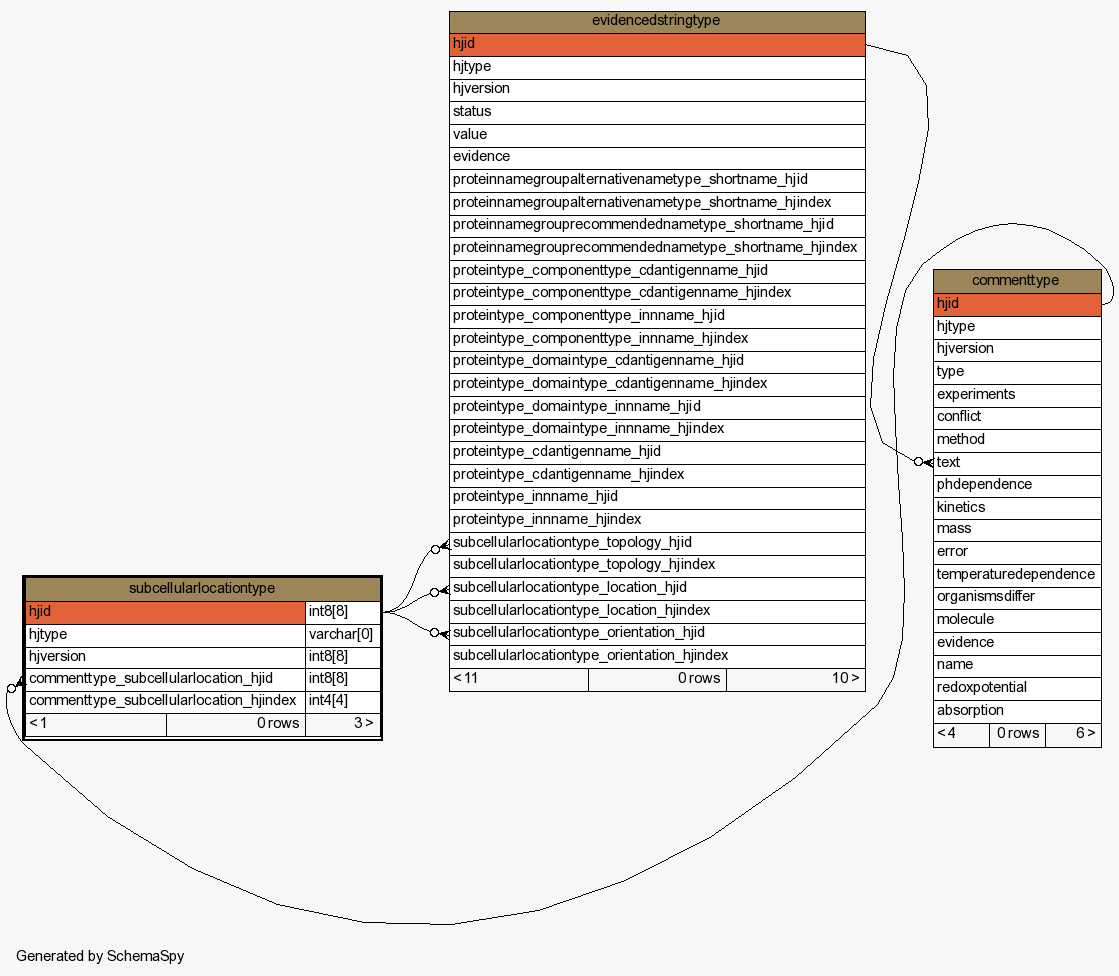 evidencedstringtype
hjid
hjtype
hjversion
status
value
evidence
proteinnamegroupalternativenametype_shortname_hjid
proteinnamegroupalternativenametype_shortname_hjindex
proteinnamegrouprecommendednametype_shortname_hjid
proteinnamegrouprecommendednametype_shortname_hjindex
proteintype_componenttype_cdantigenname_hjid
proteintype_componenttype_cdantigenname_hjindex
proteintype_componenttype_innname_hjid
proteintype_componenttype_innname_hjindex
proteintype_domaintype_cdantigenname_hjid
proteintype_domaintype_cdantigenname_hjindex
proteintype_domaintype_innname_hjid
proteintype_domaintype_innname_hjindex
proteintype_cdantigenname_hjid
proteintype_cdantigenname_hjindex
proteintype_innname_hjid
proteintype_innname_hjindex
subcellularlocationtype_topology_hjid
subcellularlocationtype_topology_hjindex
subcellularlocationtype_location_hjid
subcellularlocationtype_location_hjindex
subcellularlocationtype_orientation_hjid
subcellularlocationtype_orientation_hjindex
< 11 0 rows 10 >
commenttype
hjid
hjtype
hjversion
type
experiments
conflict
method
text
phdependence
kinetics
mass
error
temperaturedependence
organismsdiffer
molecule
evidence
name
redoxpotential
absorption
< 4 0 rows 6 >
subcellularlocationtype
hjid int8[8]
hjtype varchar[0]
hjversion int8[8]
commenttype_subcellularlocation_hjid int8[8]
commenttype_subcellularlocation_hjindex int4[4]
< 1 0 rows 3 >
Generated by SchemaSpy